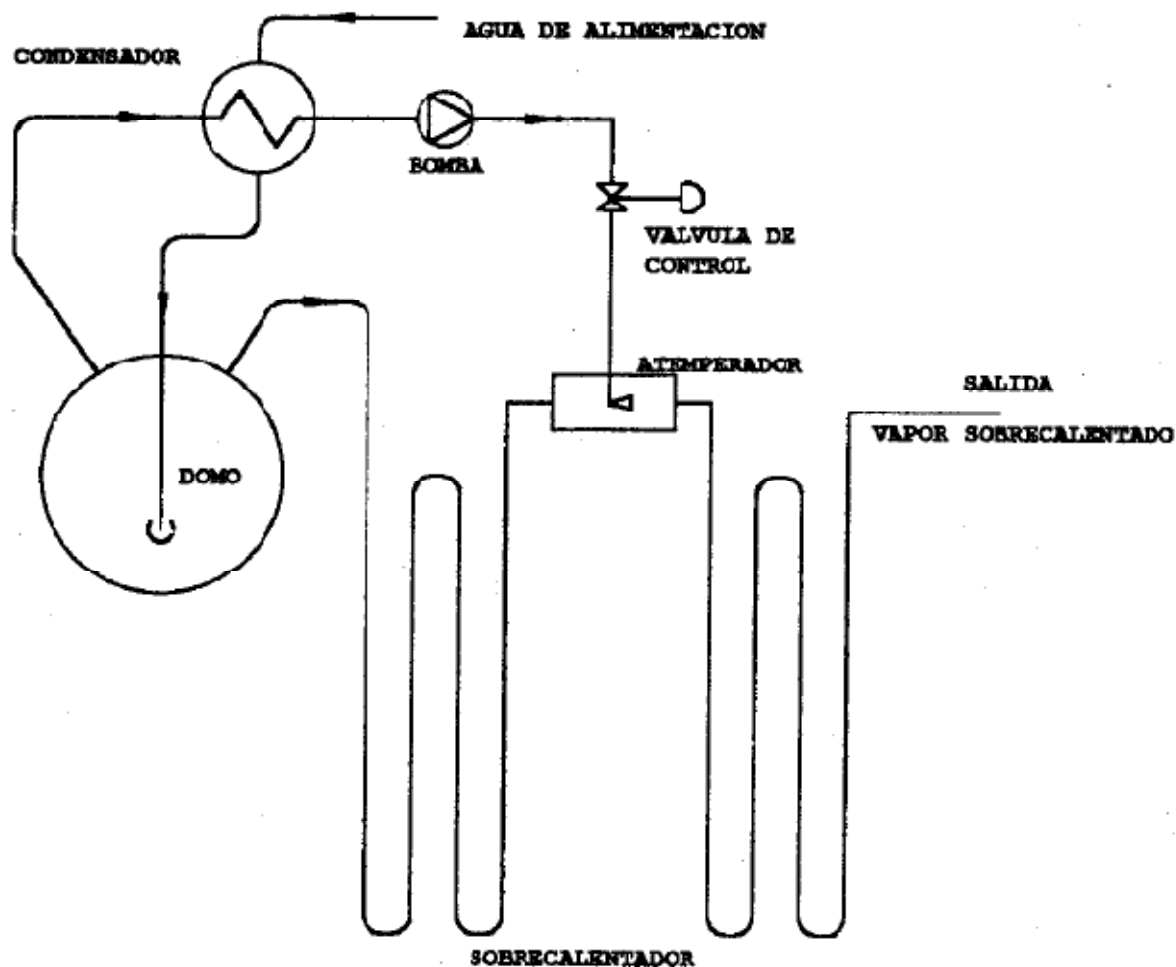 AGUA DE ALIMENTACION
CONDENSADOR
BOMBA
VALVULA DE
CONTROL
ATEMPERADOR
SALIDA
VAPOR SOBRECALENTADO
DOMO
SOBRECALENTADOR